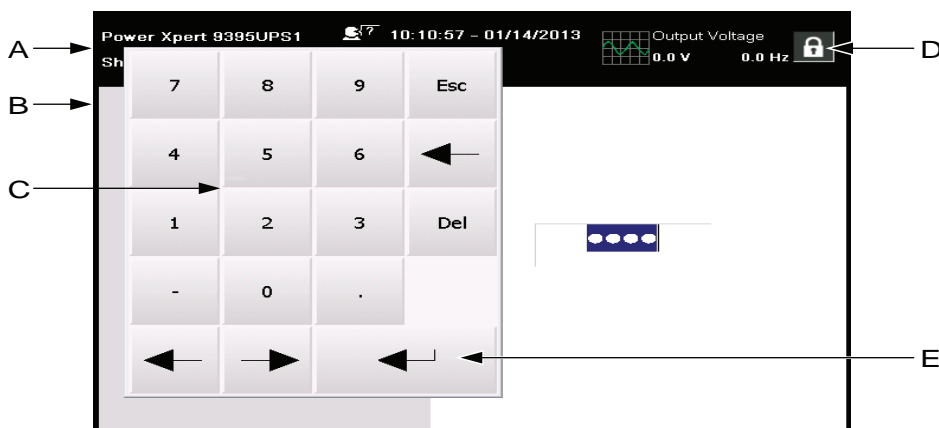 A
Power Xpert 9395UPS1
? 10:10:57 - 01/14/2013
Output Voltage
0.0 V 0.0 Hz
D
Sh
B
7 8 9 Esc
4 5 6
C
1 2 3 Del
- 0 .
E